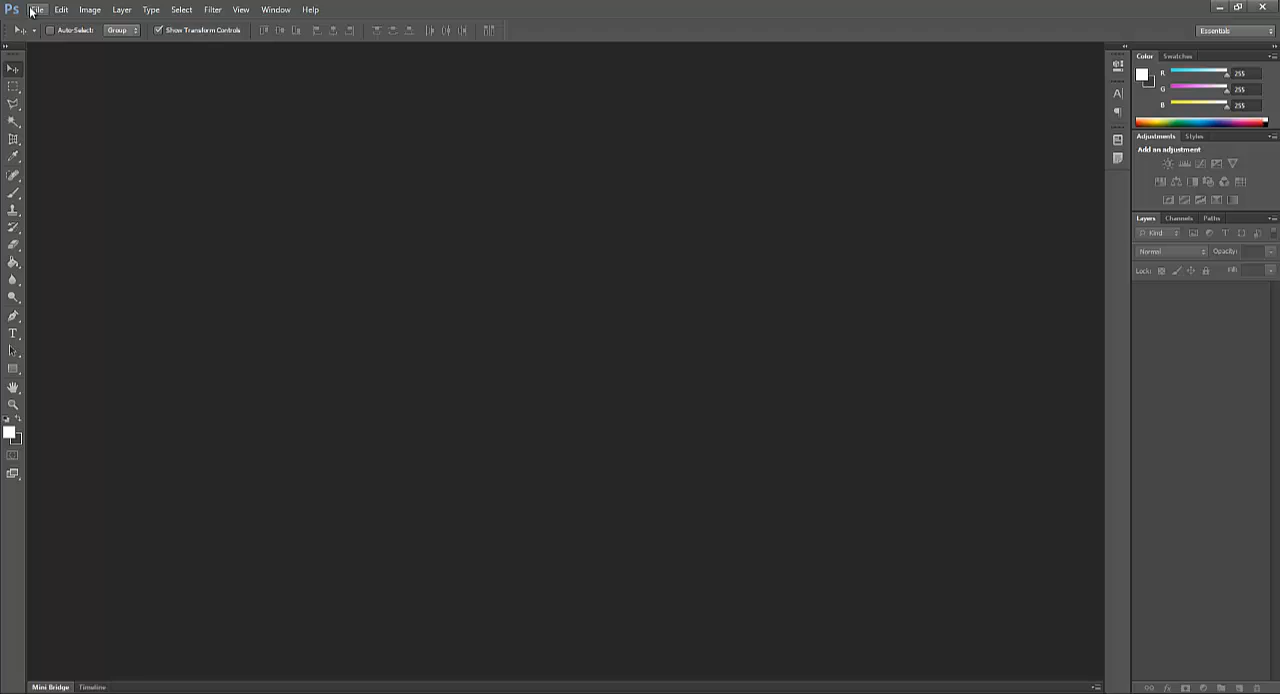 Ps File Edit Image Layer Type Select Filter View Window Help
Auto-Select: Group Show Transform Controls Essentials
Color Swatches
R 255
G 255
B 255
Adjustments Styles
Add an adjustment
Layers Channels Paths
Kind
Normal Opacity:
Lock: Fill:
Mini Bridge Timeline